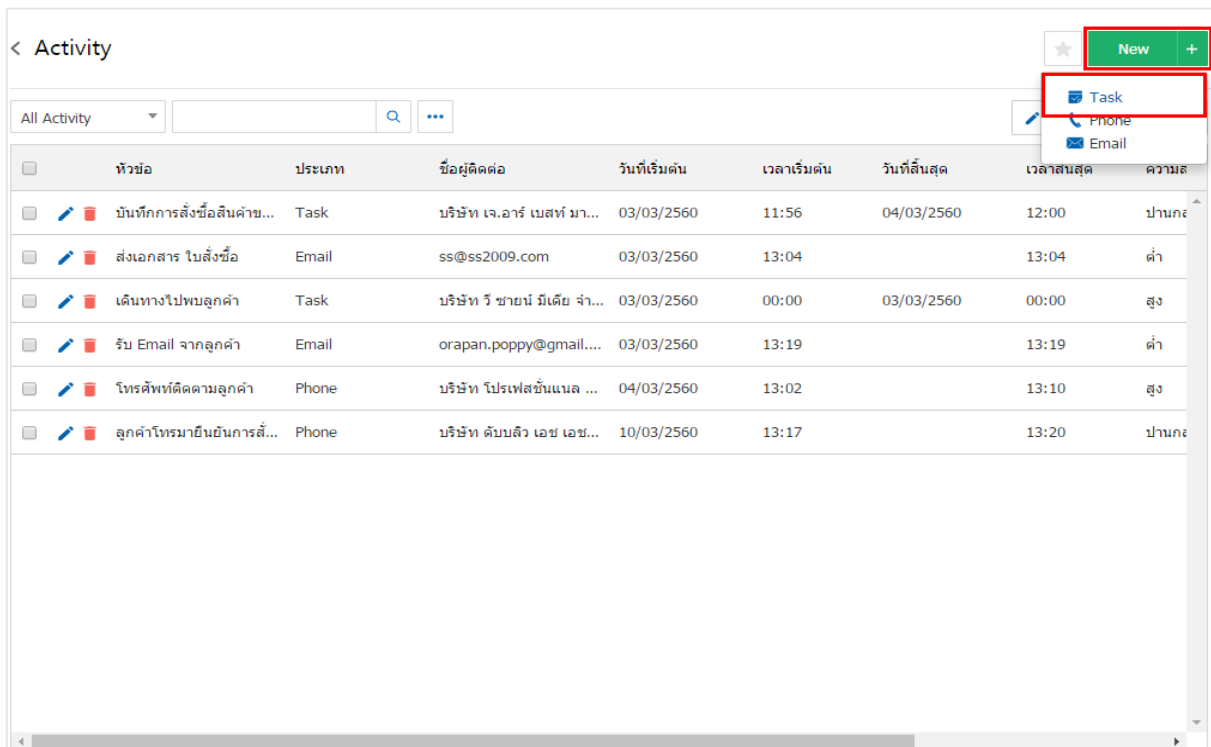 < Activity
New +
Task
Phone
Email
All Activity
หัวข้อ ประเภท ชื่อผู้ติดต่อ วันที่เริ่มต้น เวลาเริ่มต้น วันที่สิ้นสุด เวลาสิ้นสุด
บันทึกการสั่งซื้อสินค้าข... Task บริษัท เจ.อาร์ เบสท์ มา... 03/03/2560 11:56 04/03/2560 12:00 ปานกล
ส่งเอกสาร ใบสั่งซื้อ Email ss@ss2009.com 03/03/2560 13:04 13:04 ต่ำ
เดินทางไปพบลูกค้า Task บริษัท วี ชายน์ มีเดีย จำ... 03/03/2560 00:00 03/03/2560 00:00 สูง
รับ Email จากลูกค้า Email orapan.poppy@gmail.... 03/03/2560 13:19 13:19 ต่ำ
โทรศัพท์ติดตามลูกค้า Phone บริษัท โปรเฟสชั่นแนล ... 04/03/2560 13:02 13:10 สูง
ลูกค้าโทรมายืนยันการสั่... Phone บริษัท ดับบลิว เอช เอช... 10/03/2560 13:17 13:20 ปานกล